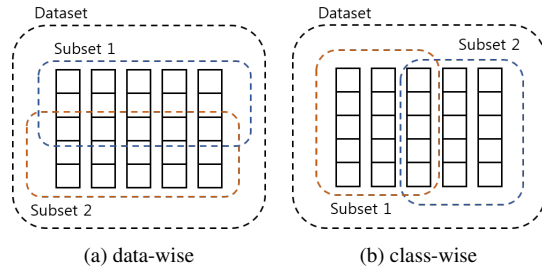 Dataset
Subset 1
Subset 2
(a) data-wise
Dataset
Subset 2
Subset 1
(b) class-wise